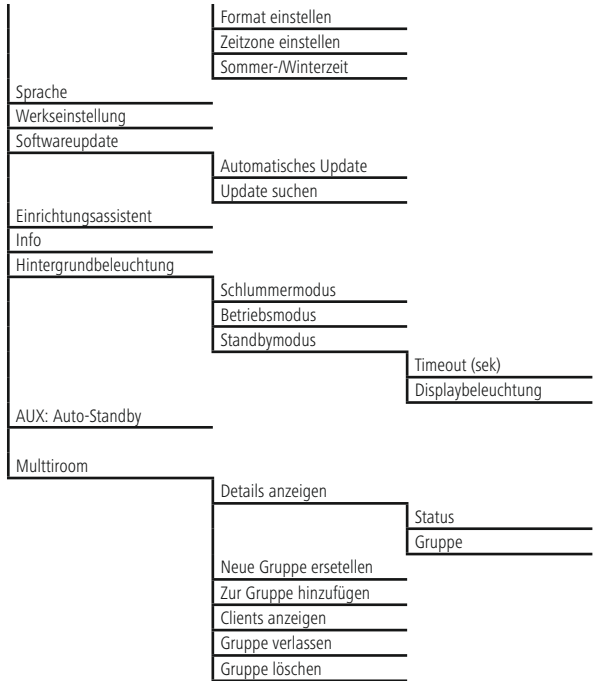 Format einstellen
Zeitzone einstellen
Sommer-/Winterzeit
Sprache
Werkseinstellung
Softwareupdate
Automatisches Update
Update suchen
Einrichtungsassistent
Info
Hintergrundbeleuchtung
Schlummermodus
Betriebsmodus
Standbymodus
Timeout (sek)
Displaybeleuchtung
AUX: Auto-Standby
Multtiroom
Details anzeigen
Status
Gruppe
Neue Gruppe ersetellen
Zur Gruppe hinzufügen
Clients anzeigen
Gruppe verlassen
Gruppe löschen